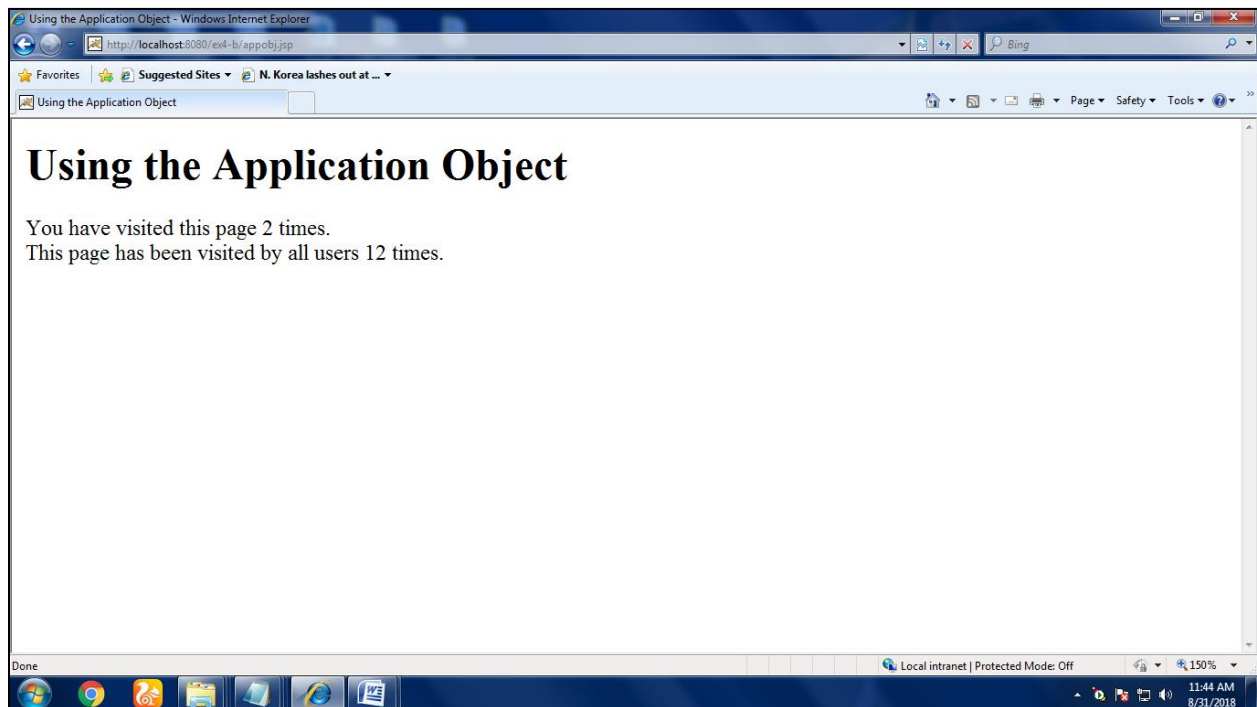 Using the Application Object - Windows Internet Explorer
http://localhost:8080/ex4-b/appobj.jsp
Bing
Favorites Suggested Sites N. Korea lashes out at ...
Using the Application Object Page Safety Tools »
Using the Application Object
You have visited this page 2 times.
This page has been visited by all users 12 times.
Done Local intranet | Protected Mode: Off 150%
11:44 AM
8/31/2018